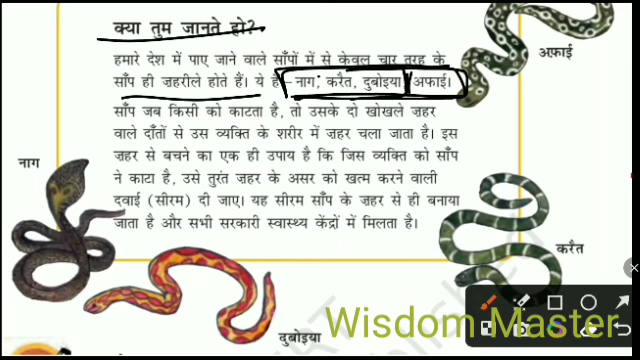 क्या तुम जानते हो?
हमारे देश में पाए जाने वाले साँपों में से केवल चार तरह के
साँप ही ज़हरीले होते हैं। ये हैं– नाग, करैत, दुबोइया, अफ़ाई।
साँप जब किसी को काटता है, तो उसके दो खोखले ज़हर
वाले दाँतों से उस व्यक्ति के शरीर में ज़हर चला जाता है। इस
ज़हर से बचने का एक ही उपाय है कि जिस व्यक्ति को साँप
ने काटा है, उसे तुरंत ज़हर के असर को खत्म करने वाली
दवाई (सीरम) दी जाए। यह सीरम साँप के ज़हर से ही बनाया
जाता है और सभी सरकारी स्वास्थ्य केंद्रों में मिलता है।
अफ़ाई
नाग
करैत
दुबोइया
Wisdom Master